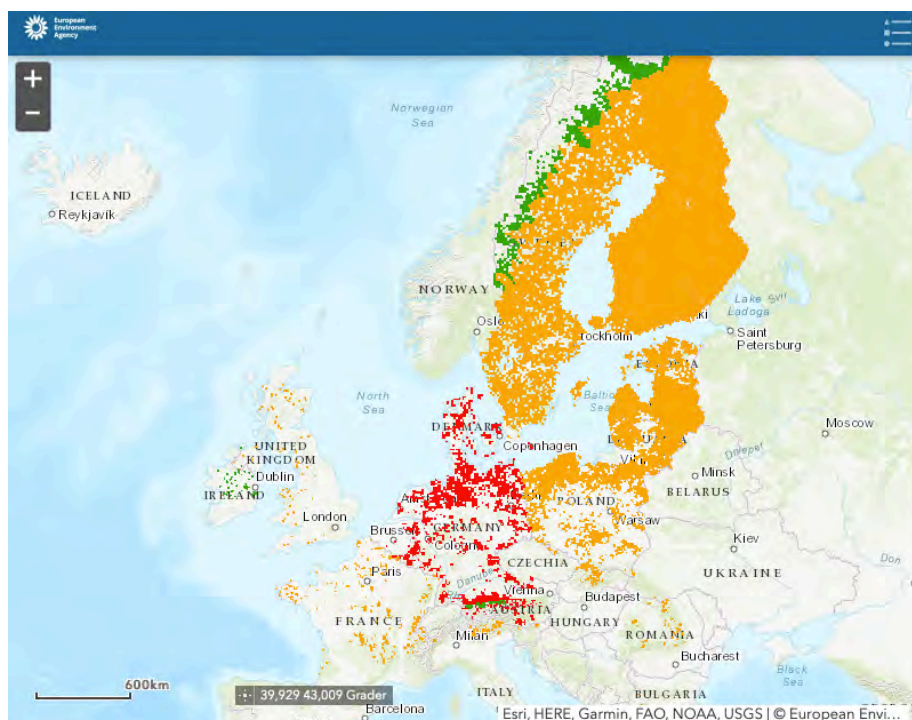 European
Environment
Agency
+
−
Norwegian
Sea
ICELAND
Reykjavík
NORWAY
Oslo
Lake
Ladoga
Saint
Petersburg
North
Sea
Baltic
Sea
DENMARK
Copenhagen
Moscow
UNITED
KINGDOM
Dublin
IRELAND
Minsk
BELARUS
Dnieper
POLAND
Warsaw
London
GERMANY
Cologne
Kiev
Don
Paris
CZECHIA
UKRAINE
Danube
Vienna
Budapest
AUSTRIA
HUNGARY
FRANCE
ROMANIA
Milan
Bucharest
Black
Sea
600km
39,929 43,009 Grader
ITALY
BULGARIA
Barcelona
Esri, HERE, Garmin, FAO, NOAA, USGS | © European Envi...